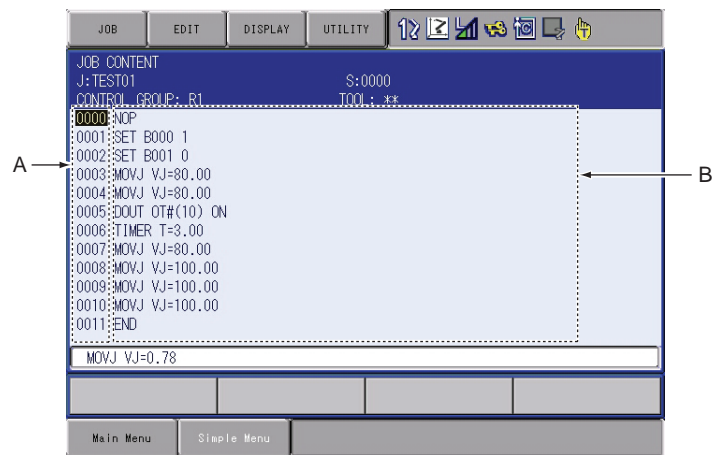 JOB EDIT DISPLAY UTILITY
JOB CONTENT
J:TEST01 S:0000
CONTROL GROUP: R1 TOOL: **
0000 NOP
0001 SET B000 1
0002 SET B001 0
0003 MOVJ VJ=80.00
0004 MOVJ VJ=80.00
0005 DOUT OT#(10) ON
0006 TIMER T=3.00
0007 MOVJ VJ=80.00
0008 MOVJ VJ=100.00
0009 MOVJ VJ=100.00
0010 MOVJ VJ=100.00
0011 END
A
B
MOVJ VJ=0.78
Main Menu Simple Menu